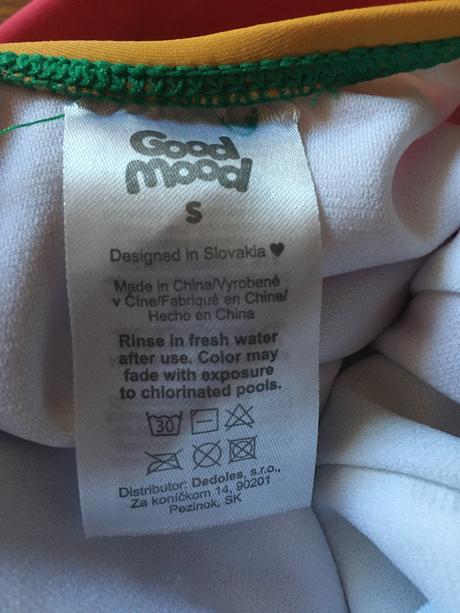 Good
mood
S
Designed in Slovakia ♥
Made in China/Vyrobené
v Číne/Fabriqué en Chine/
Hecho en China
Rinse in fresh water
after use. Color may
fade with exposure
to chlorinated pools.
30
Distributor: Dedoles, s.r.o.,
Za koníčkom 14, 90201
Pezinok, SK